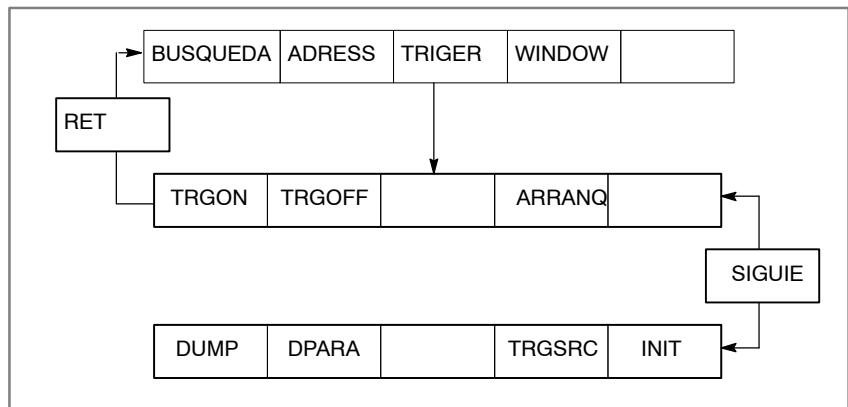 BUSQUEDA ADRESS TRIGER WINDOW
RET
TRGON TRGOFF ARRANQ
SIGUIE
DUMP DPARA TRGSRC INIT